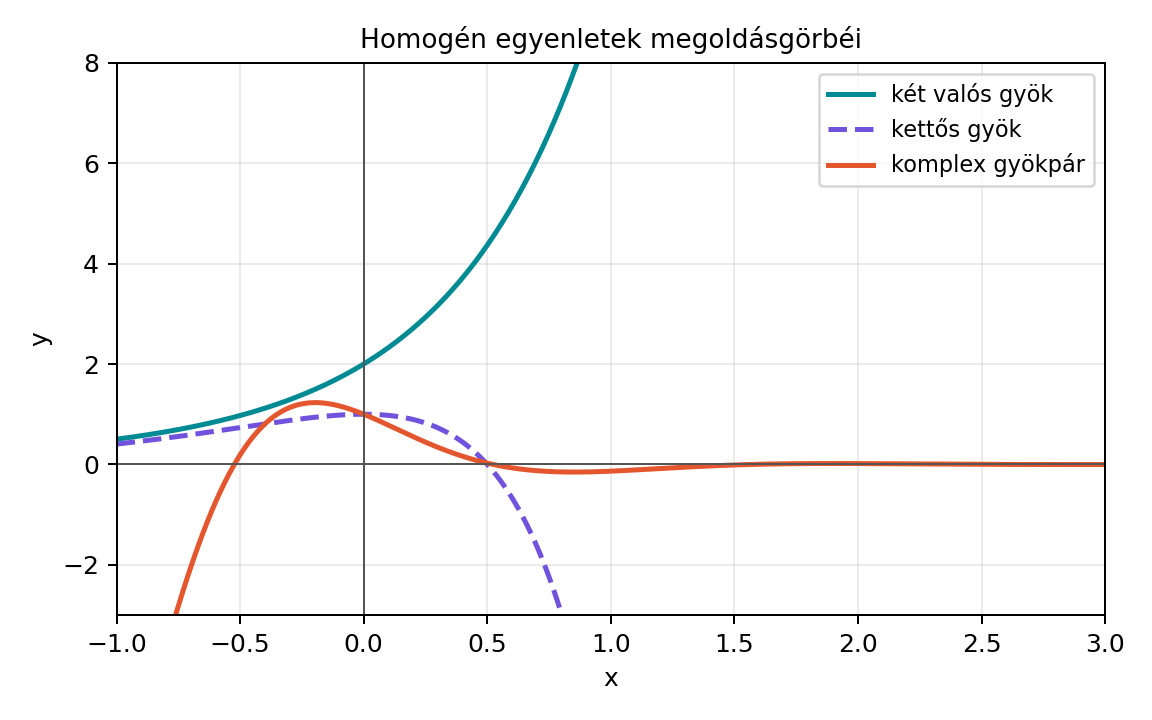 Homogén egyenletek megoldásgörbéi
két valós gyök
kettős gyök
komplex gyökpár
8
6
4
2
0
−2
y
−1.0 −0.5 0.0 0.5 1.0 1.5 2.0 2.5 3.0
x